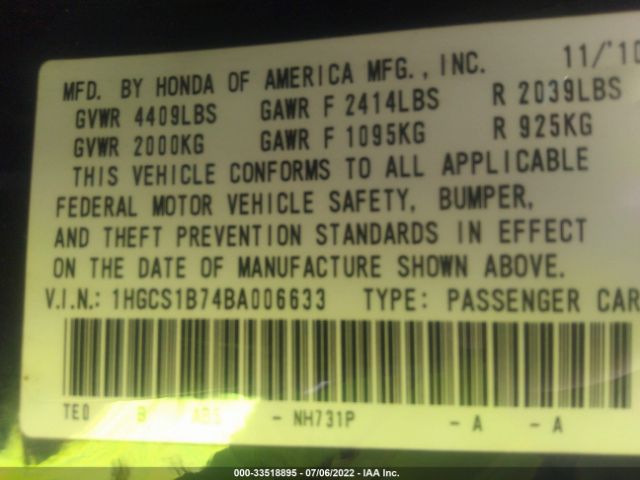 MFD. BY HONDA OF AMERICA MFG., INC. 11/'10
GVWR 4409LBS GAWR F 2414LBS R 2039LBS
GVWR 2000KG GAWR F 1095KG R 925KG
THIS VEHICLE CONFORMS TO ALL APPLICABLE
FEDERAL MOTOR VEHICLE SAFETY, BUMPER,
AND THEFT PREVENTION STANDARDS IN EFFECT
ON THE DATE OF MANUFACTURE SHOWN ABOVE.
V.I.N.: 1HGCS1B74BA006633 TYPE: PASSENGER CAR
TE0 B ABS - NH731P - A - A
000-33518895 - 07/06/2022 - IAA Inc.